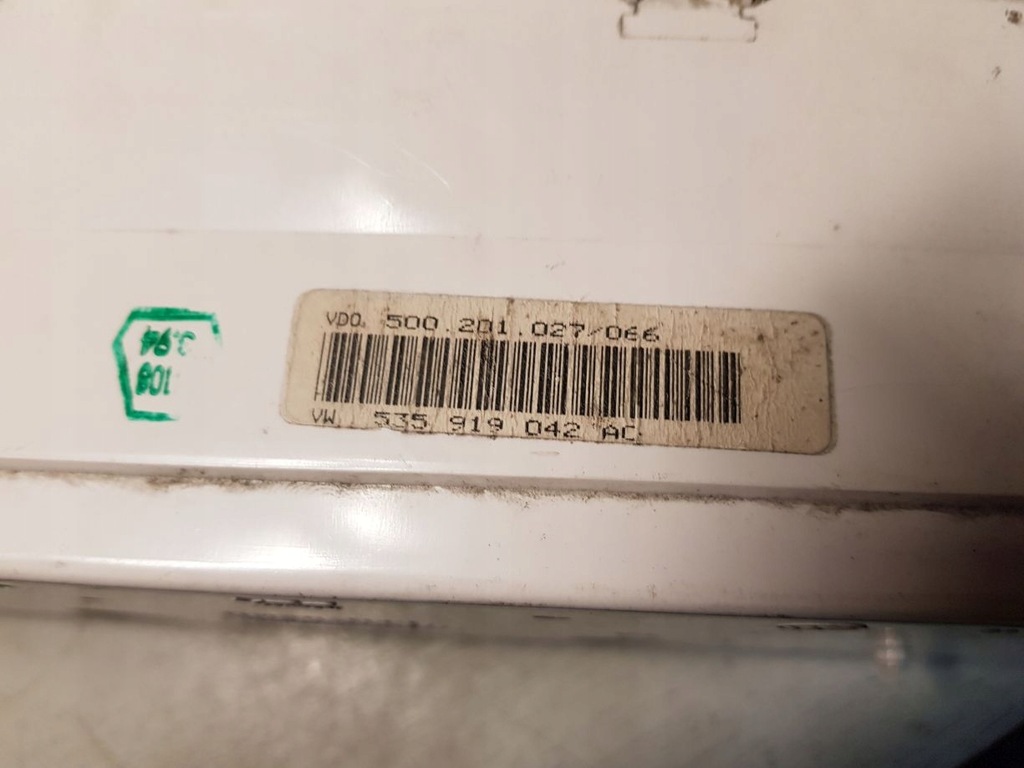 VDO. 500.201.027/066
VW. 535 919 042 AC.
3.94
108